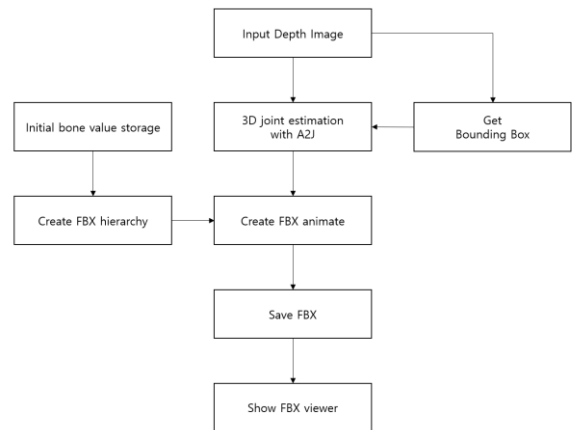 Input Depth Image
Initial bone value storage
3D joint estimation
with A2J
Get
Bounding Box
Create FBX hierarchy
Create FBX animate
Save FBX
Show FBX viewer